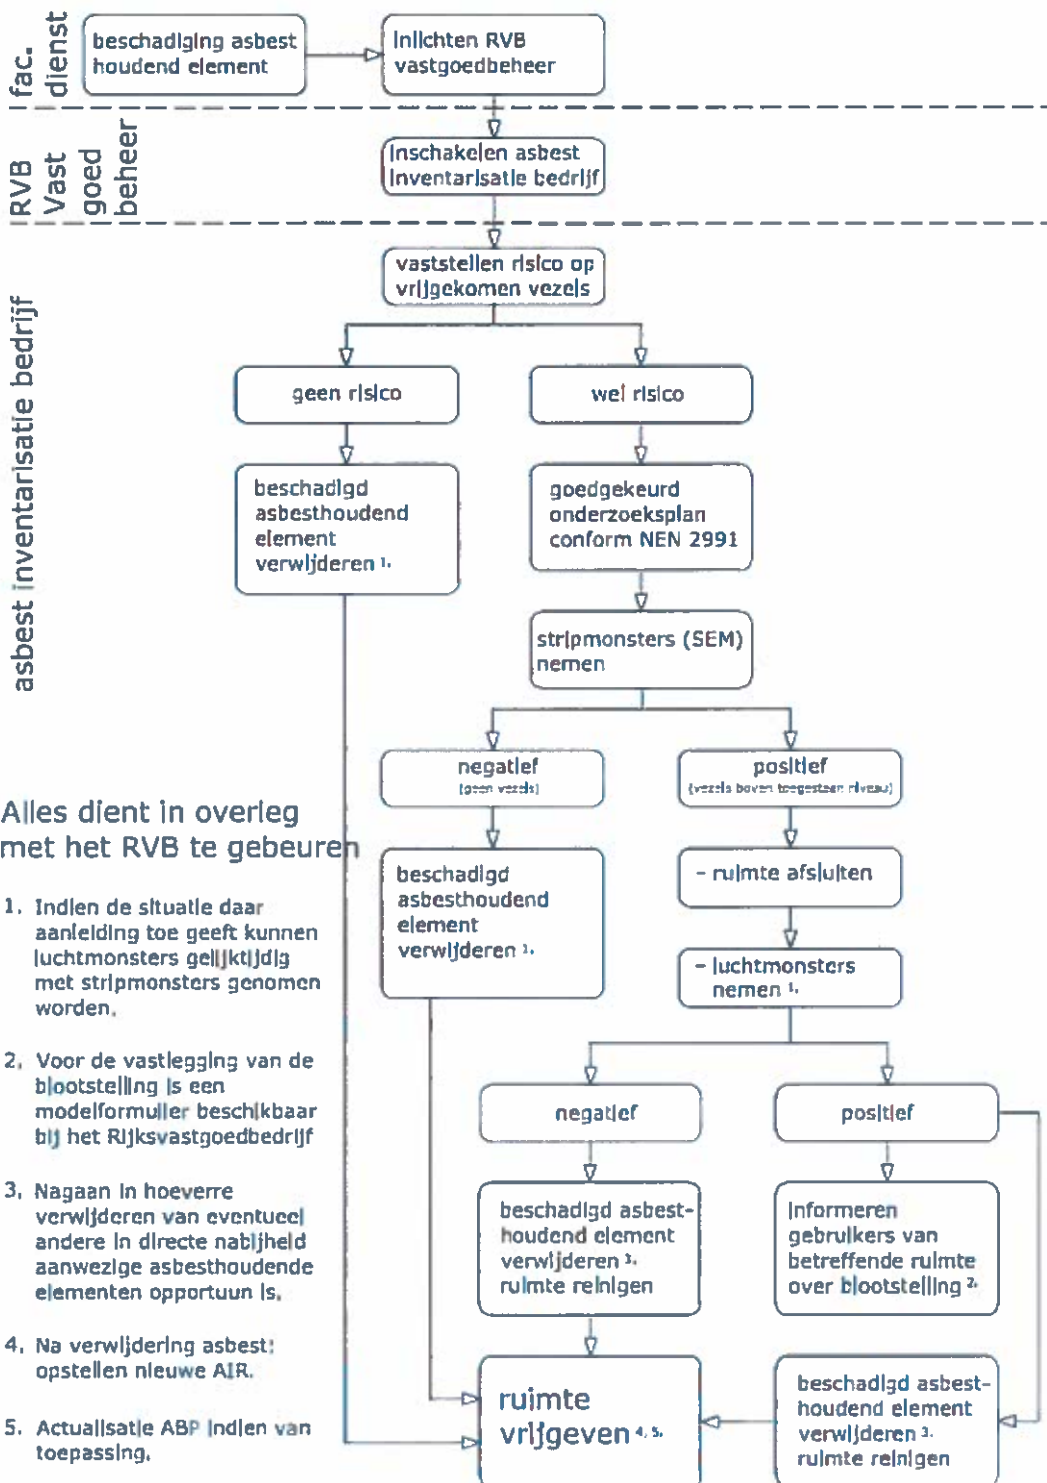 fac.
dienst
beschadiging asbest
houdend element
inlichten RVB
vastgoedbeheer
RVB
Vast
goed
beheer
inschakelen asbest
inventarisatie bedrijf
asbest inventarisatie bedrijf
vaststellen risico op
vrijgekomen vezels
geen risico
wel risico
beschadigd
asbesthoudend
element
verwijderen 1.
goedgekeurd
onderzoeksplan
conform NEN 2991
stripmonsters (SEM)
nemen
negatief
(geen vezels)
positief
(vezels boven toegestaan niveau)
beschadigd
asbesthoudend
element
verwijderen 1.
- ruimte afsluiten
- luchtmonsters
nemen 1.
negatief
positief
beschadigd asbest-
houdend element
verwijderen 3.
ruimte reinigen
informeren
gebruikers van
betreffende ruimte
over blootstelling 2.
ruimte
vrijgeven 4. 5.
beschadigd asbest-
houdend element
verwijderen 3.
ruimte reinigen
Alles dient in overleg
met het RVB te gebeuren
1. Indien de situatie daar
aanleiding toe geeft kunnen
luchtmonsters gelijktijdig
met stripmonsters genomen
worden.
2. Voor de vastlegging van de
blootstelling is een
modelformulier beschikbaar
bij het Rijksvastgoedbedrijf
3. Nagaan in hoeverre
verwijderen van eventueel
andere in directe nabijheid
aanwezige asbesthoudende
elementen opportuun is.
4. Na verwijdering asbest:
opstellen nieuwe AIR.
5. Actualisatie ABP indien van
toepassing.